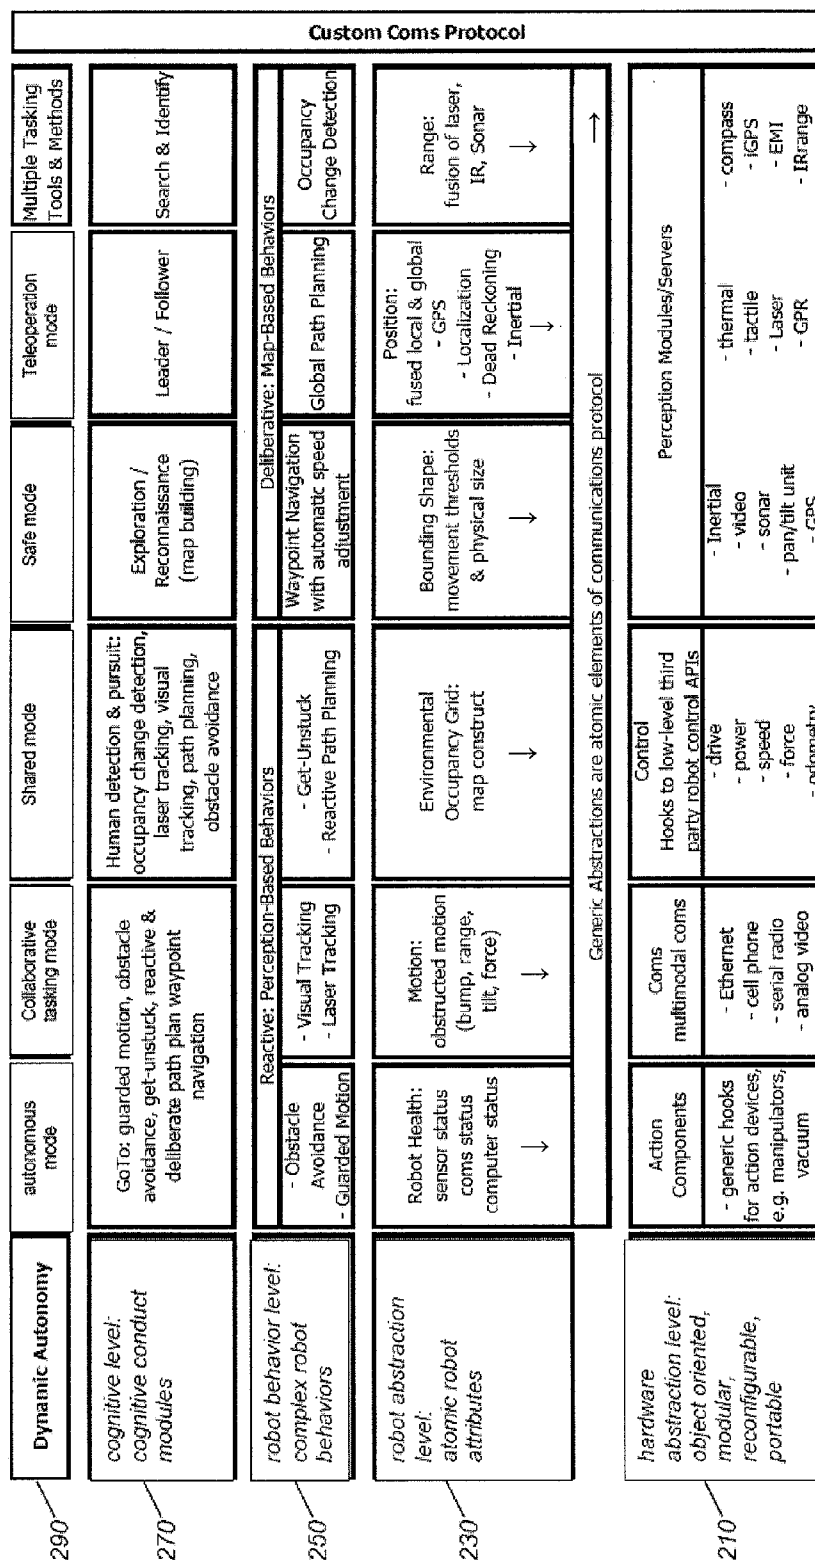 Custom Coms Protocol
290
Dynamic Autonomy
autonomous
mode
Collaborative
tasking mode
Shared mode
Safe mode
Teleoperation
mode
Multiple Tasking
Tools & Methods
270
cognitive level:
cognitive conduct
modules
GoTo: guarded motion, obstacle
avoidance, get-unstuck, reactive &
deliberate path plan waypoint
navigation
Human detection & pursuit:
occupancy change detection,
laser tracking, visual
tracking, path planning,
obstacle avoidance
Exploration /
Reconnaissance
(map building)
Leader / Follower
Search & Identify
250
robot behavior level:
complex robot
behaviors
Reactive: Perception-Based Behaviors
- Obstacle
Avoidance
- Guarded Motion
- Visual Tracking
- Laser Tracking
- Get-Unstuck
- Reactive Path Planning
Deliberative: Map-Based Behaviors
Waypoint Navigation
with automatic speed
adjustment
Global Path Planning
Occupancy
Change Detection
230
robot abstraction
level:
atomic robot
attributes
Robot Health:
sensor status
coms status
computer status
↓
Motion:
obstructed motion
(bump, range,
tilt, force)
↓
Environmental
Occupancy Grid:
map construct
↓
Bounding Shape:
movement thresholds
& physical size
↓
Position:
fused local & global
- GPS
- Localization
- Dead Reckoning
- Inertial
↓
Range:
fusion of laser,
IR, Sonar
↓
Generic Abstractions are atomic elements of communications protocol →
210
hardware
abstraction level:
object oriented,
modular,
reconfigurable,
portable
Action
Components
- generic hooks
for action devices,
e.g. manipulators,
vacuum
Coms
multimodal coms
- Ethernet
- cell phone
- serial radio
- analog video
Control
Hooks to low-level third
party robot control APIs
- drive
- power
- speed
- force
- odometry
Perception Modules/Servers
- Inertial
- video
- sonar
- pan/tilt unit
- GPS
- thermal
- tactile
- Laser
- GPR
- compass
- iGPS
- EMI
- IRrange